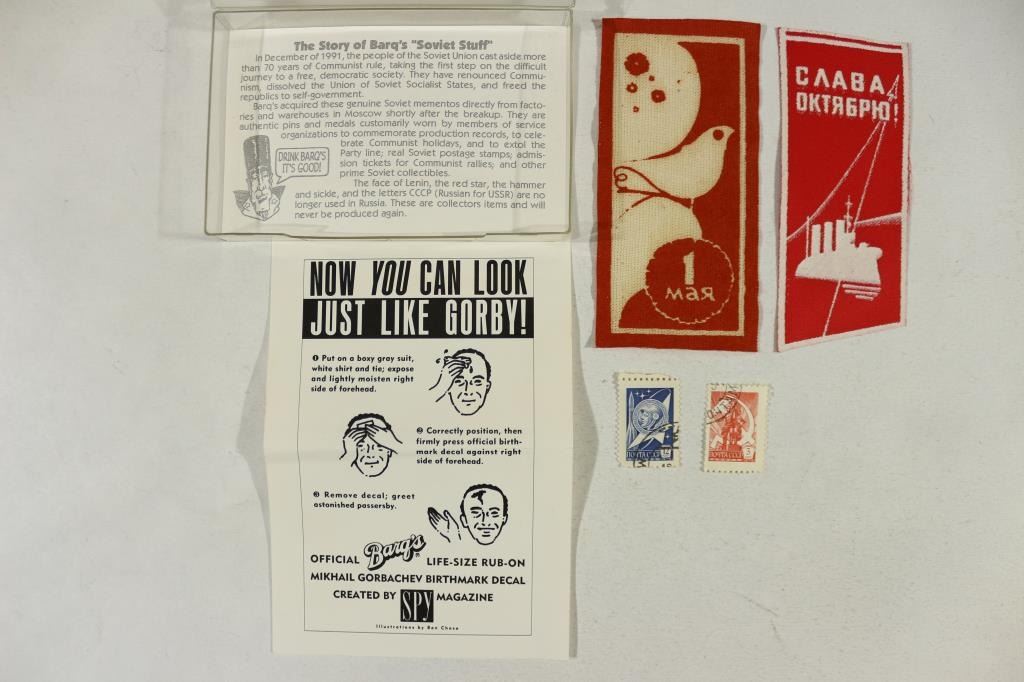 The Story of Barq's "Soviet Stuff"
In December of 1991, the people of the Soviet Union cast aside more
than 70 years of Communist rule, taking the first step on the difficult
journey to a free, democratic society. They have renounced Commu-
nism, dissolved the Union of Soviet Socialist States, and freed the
republics to self-government.
Barq's acquired these genuine Soviet mementos directly from facto-
ries and warehouses in Moscow shortly after the breakup. They are
authentic pins and medals customarily worn by members of service
organizations to commemorate production records, to cele-
brate Communist holidays, and to extol the
Party line; real Soviet postage stamps; admis-
sion tickets for Communist rallies; and other
prime Soviet collectibles.
The face of Lenin, the red star, the hammer
and sickle, and the letters CCCP (Russian for USSR) are no
longer used in Russia. These are collectors items and will
never be produced again.
DRINK BARQ'S
IT'S GOOD!
NOW YOU CAN LOOK
JUST LIKE GORBY!
❶ Put on a boxy gray suit,
white shirt and tie; expose
and lightly moisten right
side of forehead.
❷ Correctly position, then
firmly press official birth-
mark decal against right
side of forehead.
❸ Remove decal; greet
astonished passersby.
OFFICIAL Barq's® LIFE-SIZE RUB-ON
MIKHAIL GORBACHEV BIRTHMARK DECAL
CREATED BY SPY MAGAZINE
Illustrations by Ben Chase
1
мая
СЛАВА
ОКТЯБРЮ!
ПОЧТА СССР
ПОЧТА СССР